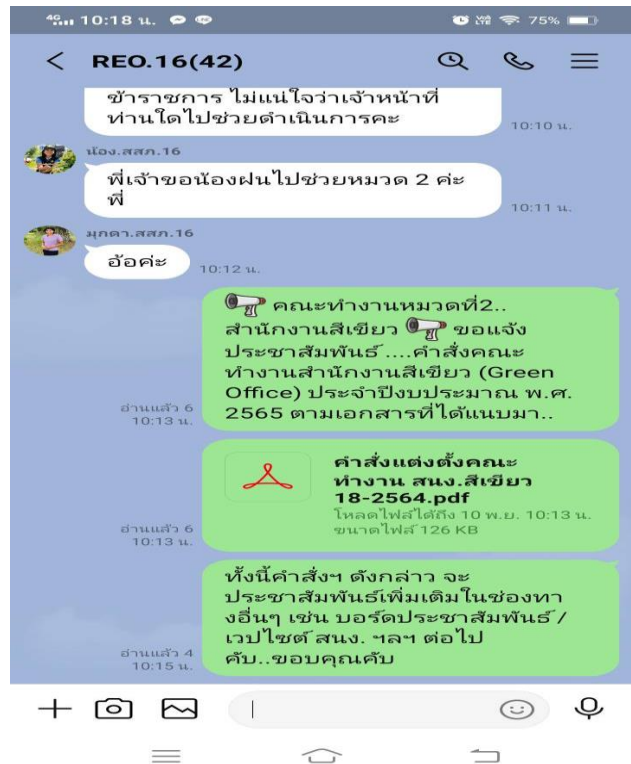 4G 10:18 น. VoLTE 75%
REO.16(42)
ข้าราชการ ไม่แน่ใจว่าเจ้าหน้าที่
ท่านใดไปช่วยดำเนินการคะ
10:10 น.
น้อง.สสภ.16
พี่เจ้าขอน้องฝนไปช่วยหมวด 2 ค่ะ
พี่
10:11 น.
มุกดา.สสภ.16
อ้อค่ะ
10:12 น.
คณะทำงานหมวดที่2..
สำนักงานสีเขียว ขอแจ้ง
ประชาสัมพันธ์ ....คำสั่งคณะ
ทำงานสำนักงานสีเขียว (Green
Office) ประจำปีงบประมาณ พ.ศ.
2565 ตามเอกสารที่ได้แนบมา..
อ่านแล้ว 6
10:13 น.
คำสั่งแต่งตั้งคณะ
ทำงาน สนง.สีเขียว
18-2564.pdf
โหลดไฟล์ได้ถึง 10 พ.ย. 10:13 น.
ขนาดไฟล์ 126 KB
อ่านแล้ว 6
10:13 น.
ทั้งนี้คำสั่งฯ ดังกล่าว จะ
ประชาสัมพันธ์เพิ่มเติมในช่องทา
งอื่นๆ เช่น บอร์ดประชาสัมพันธ์ /
เวปไซต์ สนง. ฯลฯ ต่อไป
คับ..ขอบคุณคับ
อ่านแล้ว 4
10:15 น.